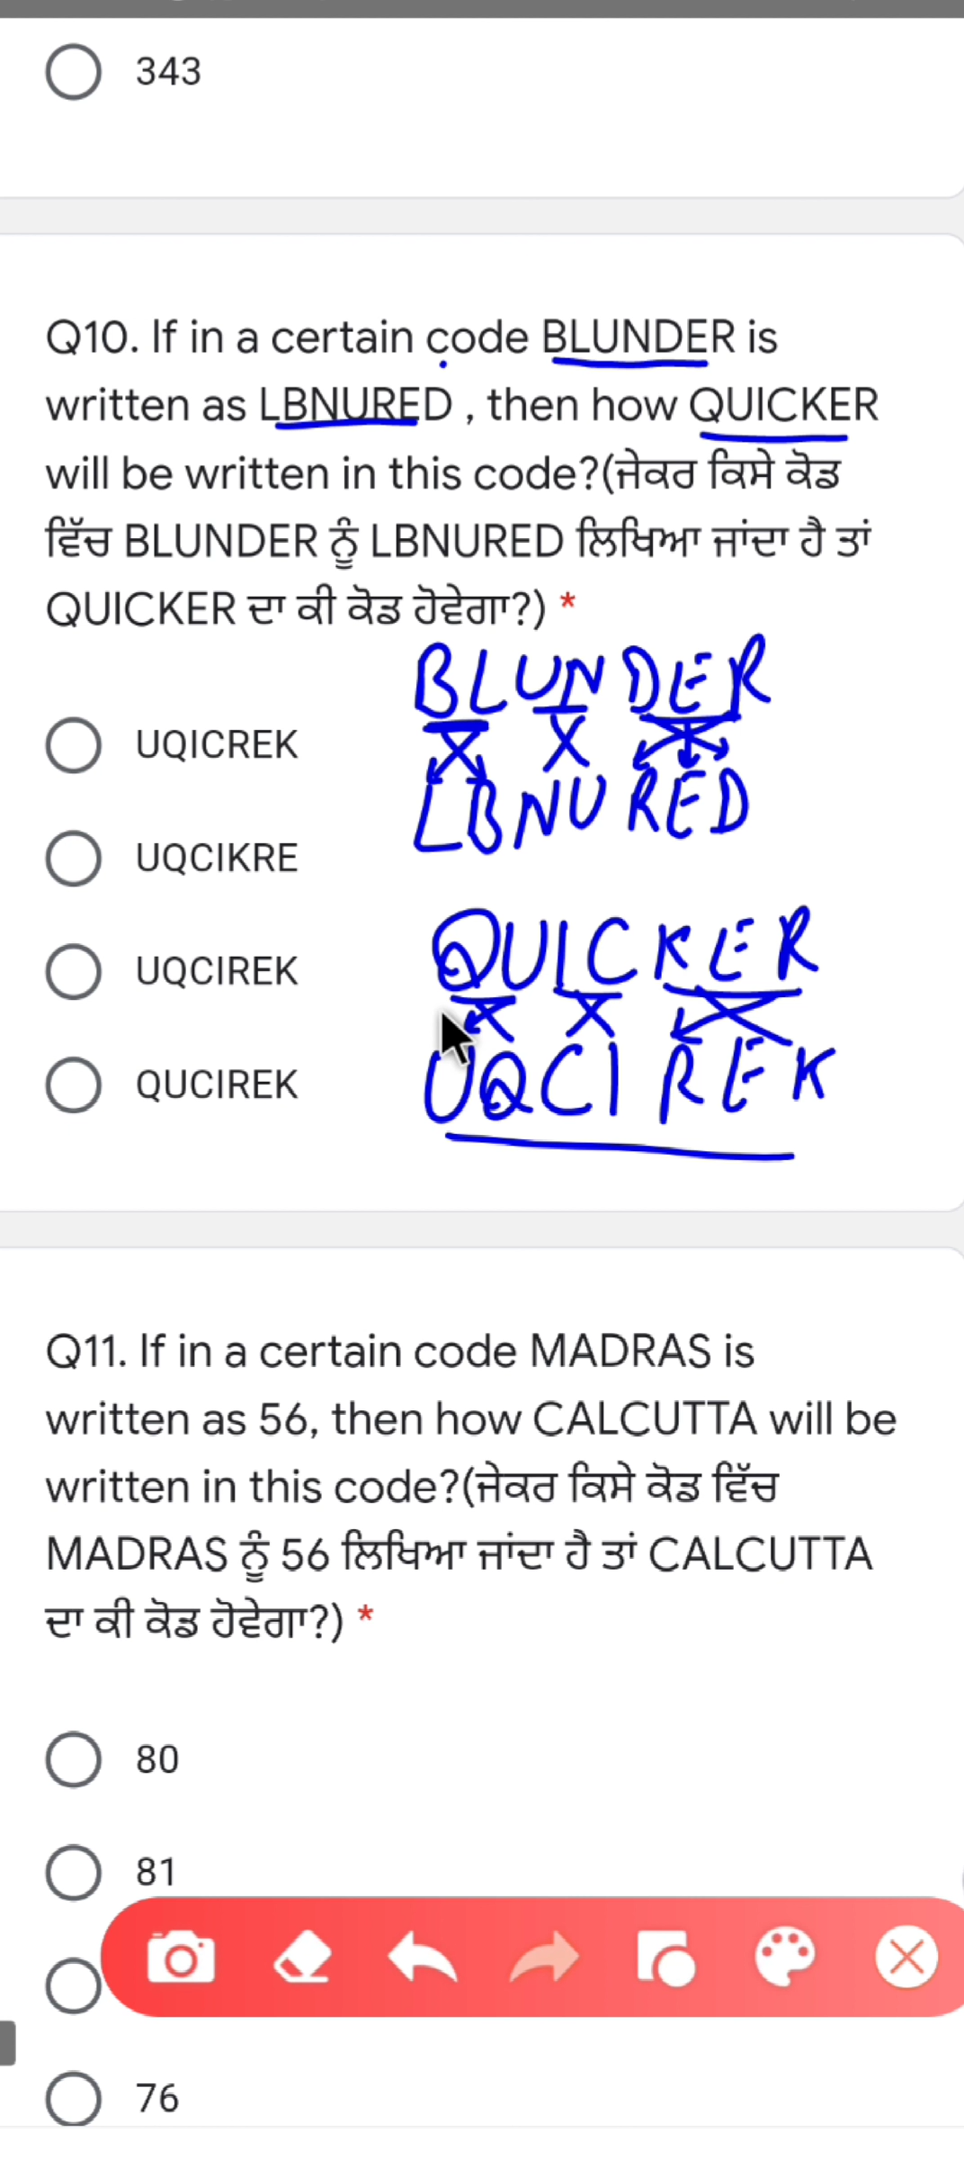 343
Q10. If in a certain code BLUNDER is
written as LBNURED , then how QUICKER
will be written in this code?(ਜੇਕਰ ਕਿਸੇ ਕੋਡ
ਵਿੱਚ BLUNDER ਨੂੰ LBNURED ਲਿਖਿਆ ਜਾਂਦਾ ਹੈ ਤਾਂ
QUICKER ਦਾ ਕੀ ਕੋਡ ਹੋਵੇਗਾ?) *
BLUNDER
UQICREK
LBNURED
UQCIKRE
QUICKER
UQCIREK
UQCIREK
QUCIREK
Q11. If in a certain code MADRAS is
written as 56, then how CALCUTTA will be
written in this code?(ਜੇਕਰ ਕਿਸੇ ਕੋਡ ਵਿੱਚ
MADRAS ਨੂੰ 56 ਲਿਖਿਆ ਜਾਂਦਾ ਹੈ ਤਾਂ CALCUTTA
ਦਾ ਕੀ ਕੋਡ ਹੋਵੇਗਾ?) *
80
81
76